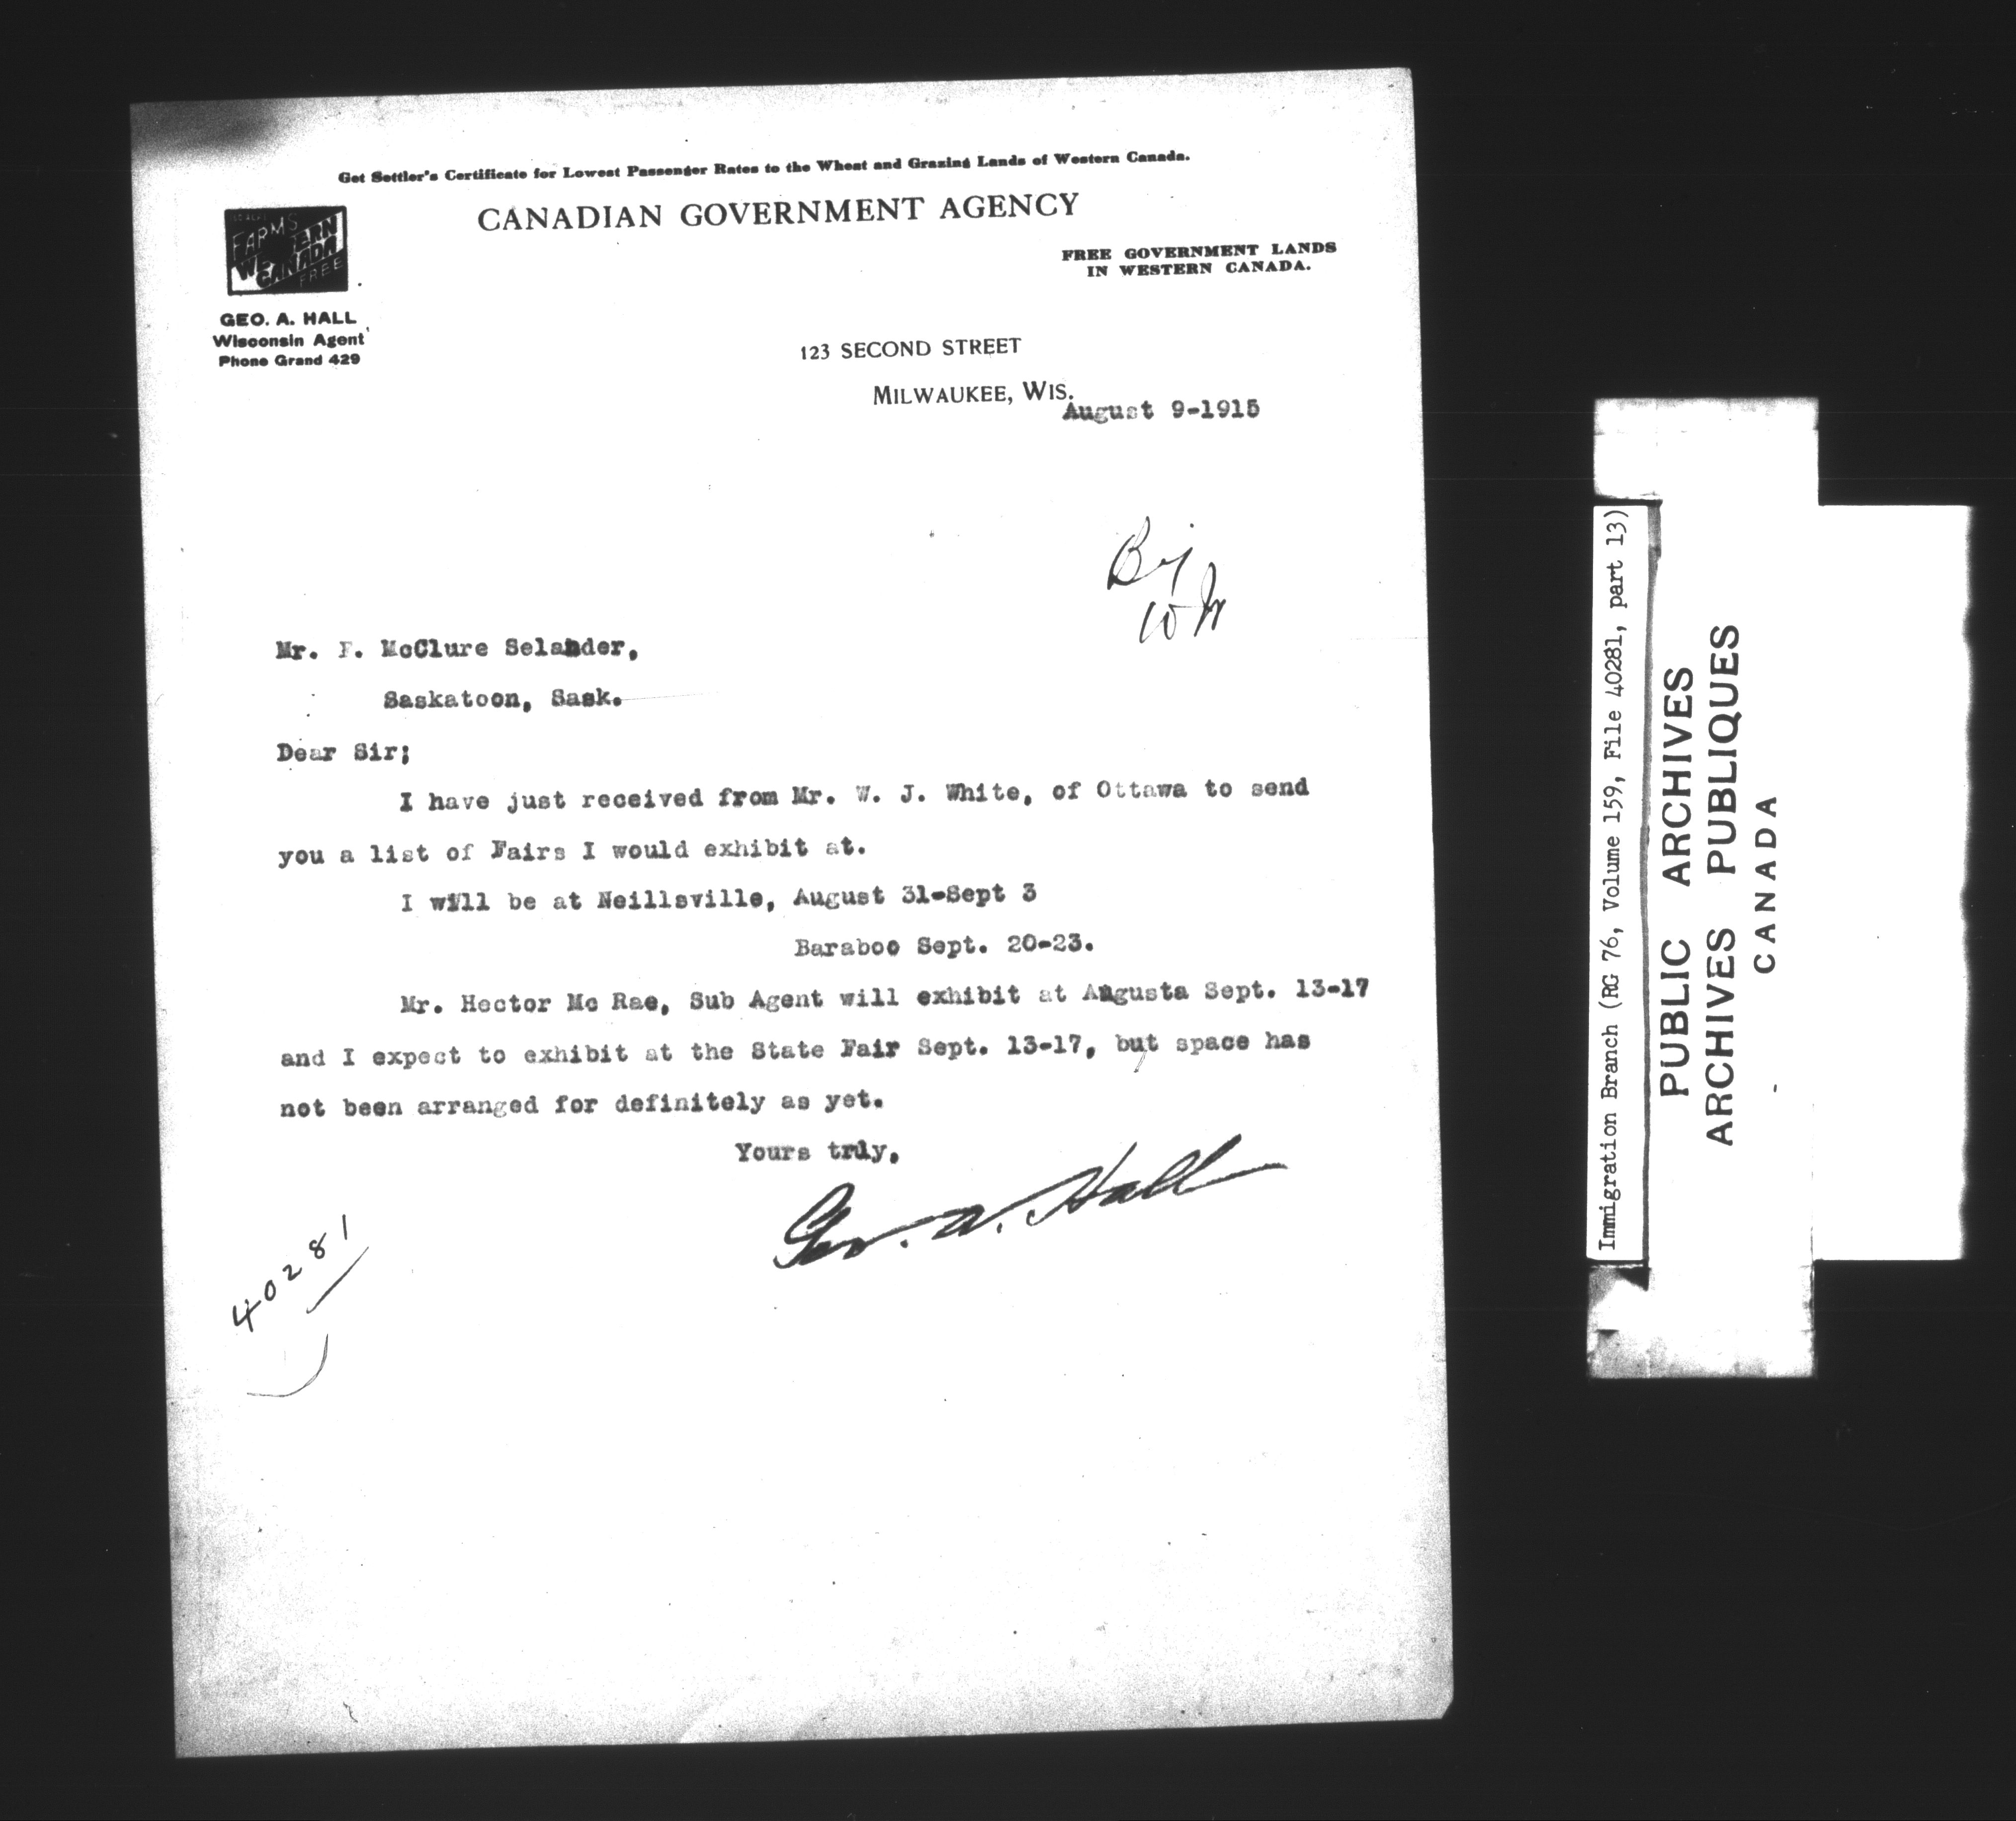 Get Settler's Certificate for Lowest Passenger Rates to the Wheat and Grazing Lands of Western Canada.
CANADIAN GOVERNMENT AGENCY
FARMS
WESTERN
CANADA
FREE
FREE GOVERNMENT LANDS
IN WESTERN CANADA.
GEO. A. HALL
Wisconsin Agent
Phone Grand 429
123 SECOND STREET
MILWAUKEE, WIS.
August 9-1915
Mr. F. McClure Selander,
Saskatoon, Sask.
Dear Sir;
I have just received from Mr. W. J. White, of Ottawa to send
you a list of Fairs I would exhibit at.
I will be at Neillsville, August 31-Sept 3
Baraboo Sept. 20-23.
Mr. Hector Mc Rae, Sub Agent will exhibit at Augusta Sept. 13-17
and I expect to exhibit at the State Fair Sept. 13-17, but space has
not been arranged for definitely as yet.
Yours truly,
Geo. A. Hall
40281
Immigration Branch (RG 76, Volume 159, File 40281, part 13)
PUBLIC ARCHIVES
ARCHIVES PUBLIQUES
CANADA